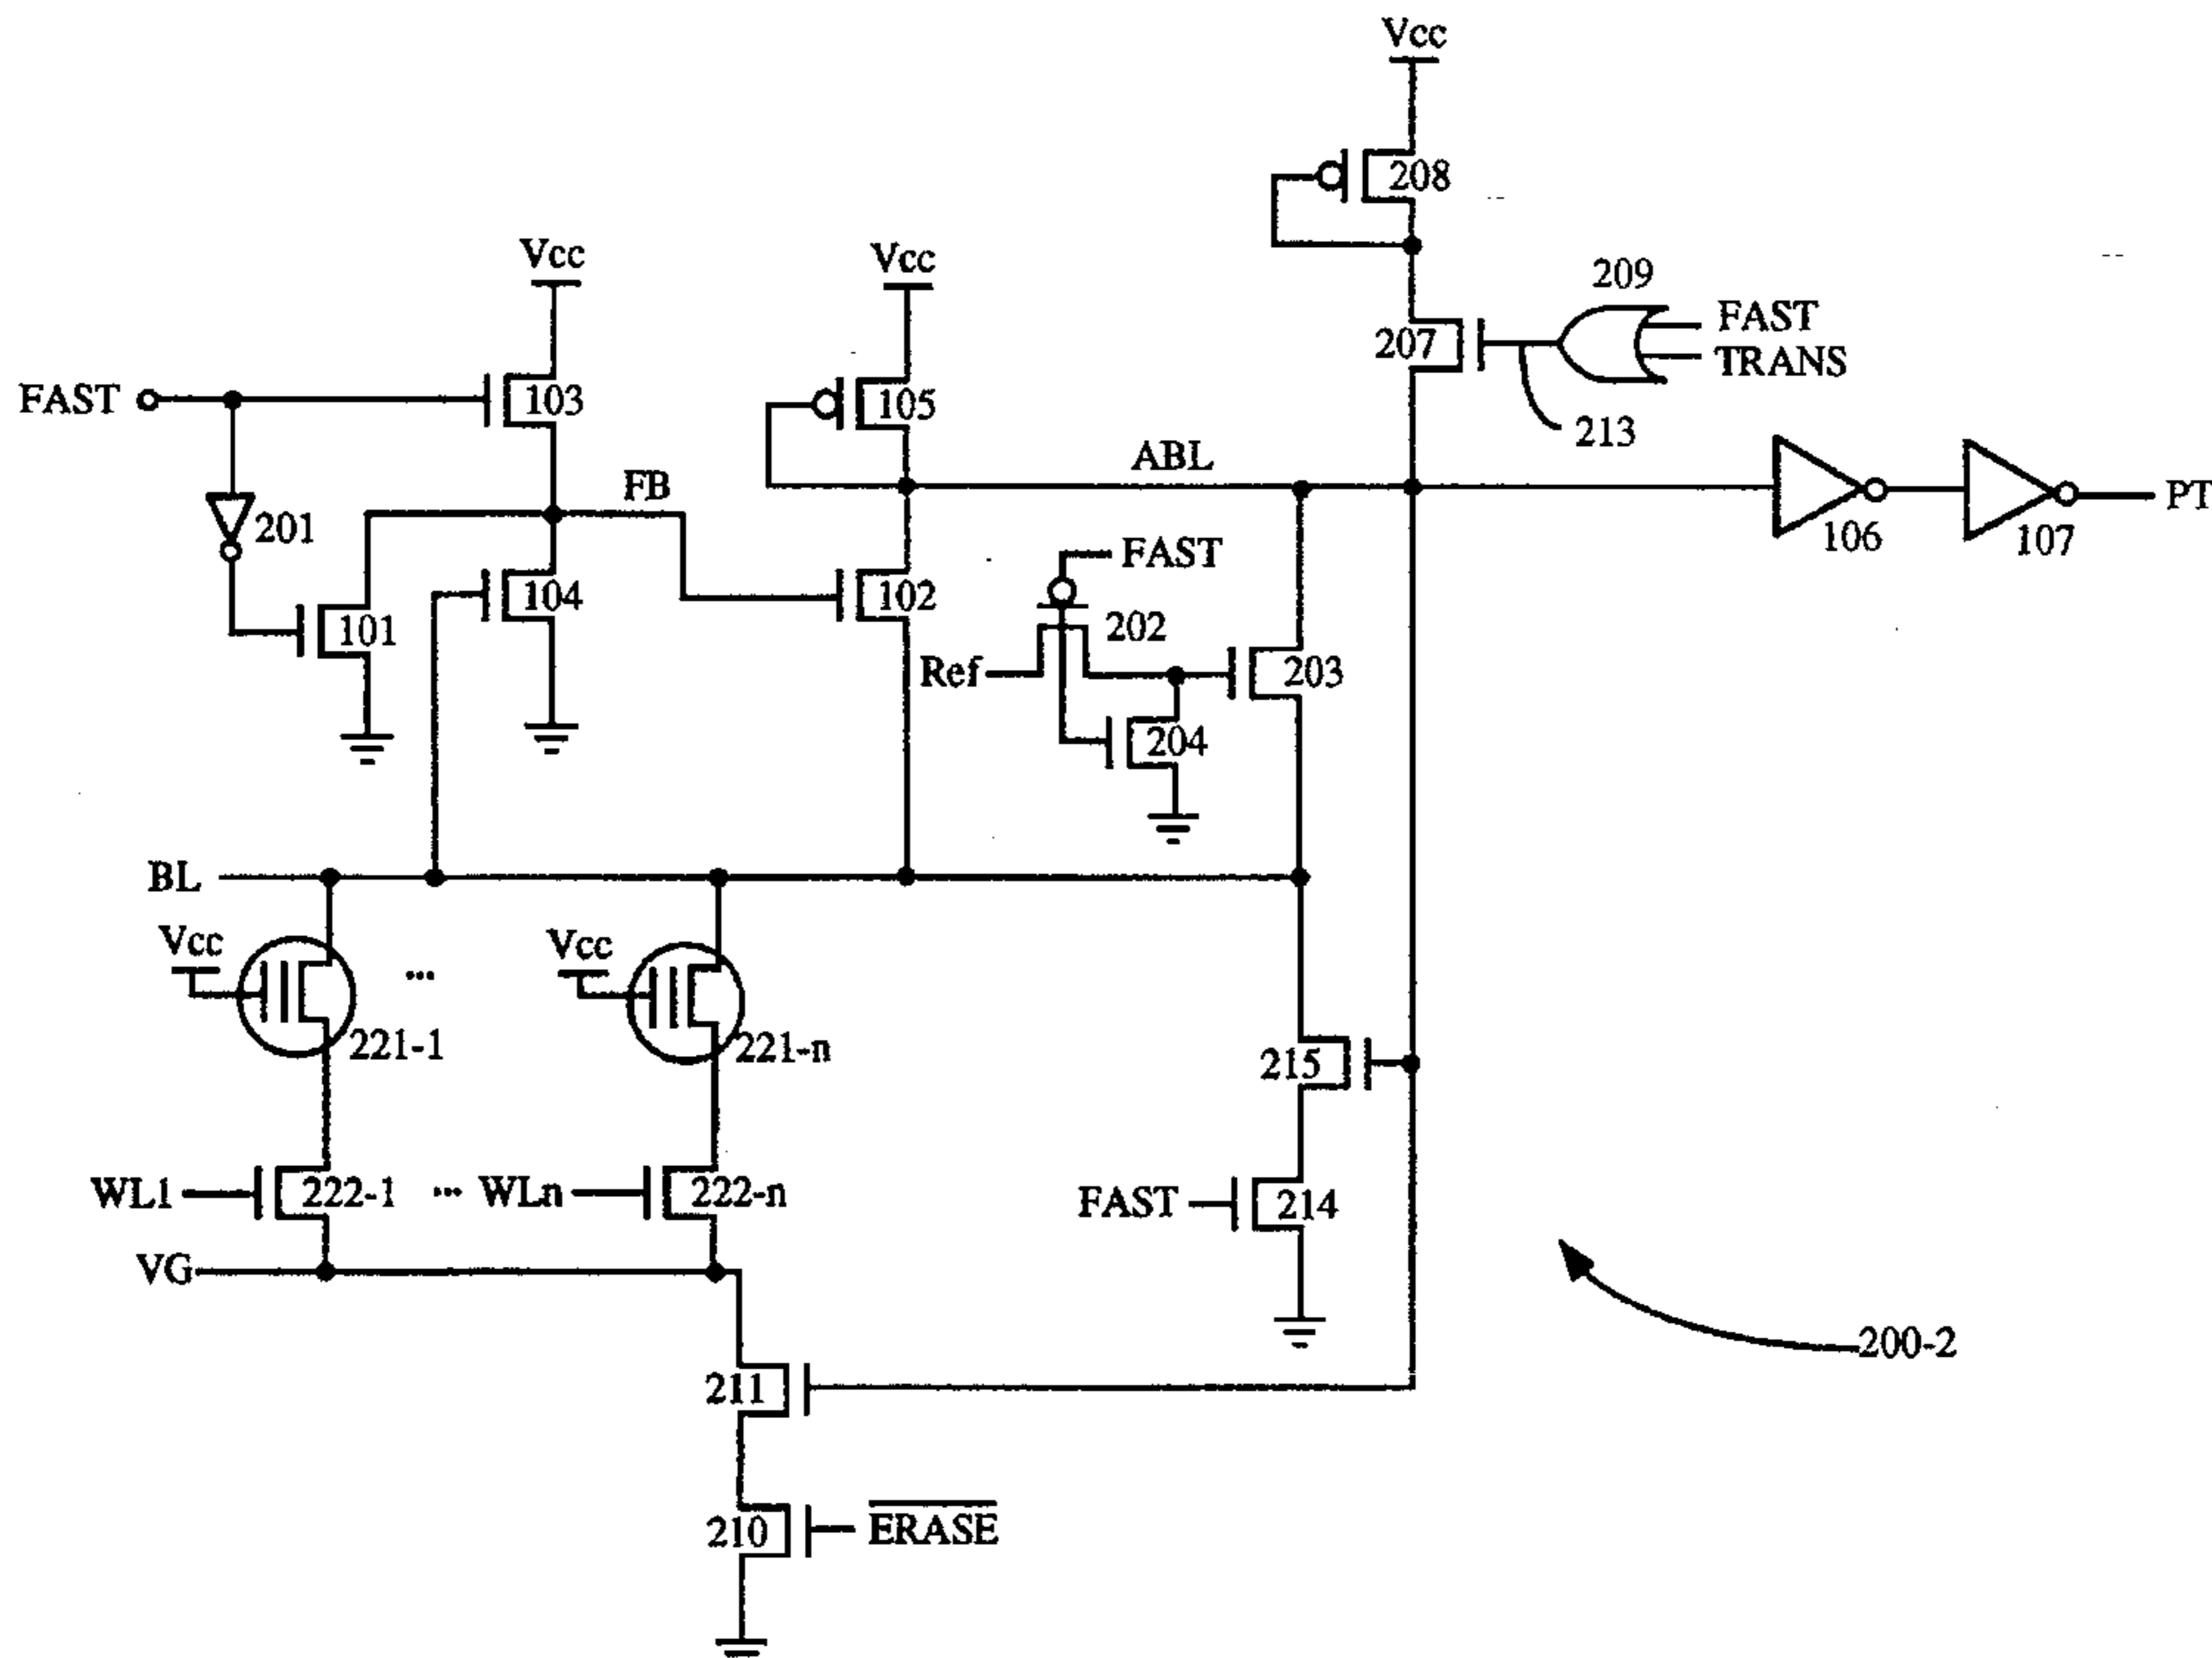 Vcc
208
Vcc
Vcc
209
FAST
TRANS
207
213
FAST
103
105
ABL
FB
PT
106
107
201
FAST
101
104
102
202
Ref
203
204
BL
Vcc
...
Vcc
221-1
221-n
215
WL1
222-1
...
WLn
222-n
FAST
214
VG
200-2
211
210
ERASE